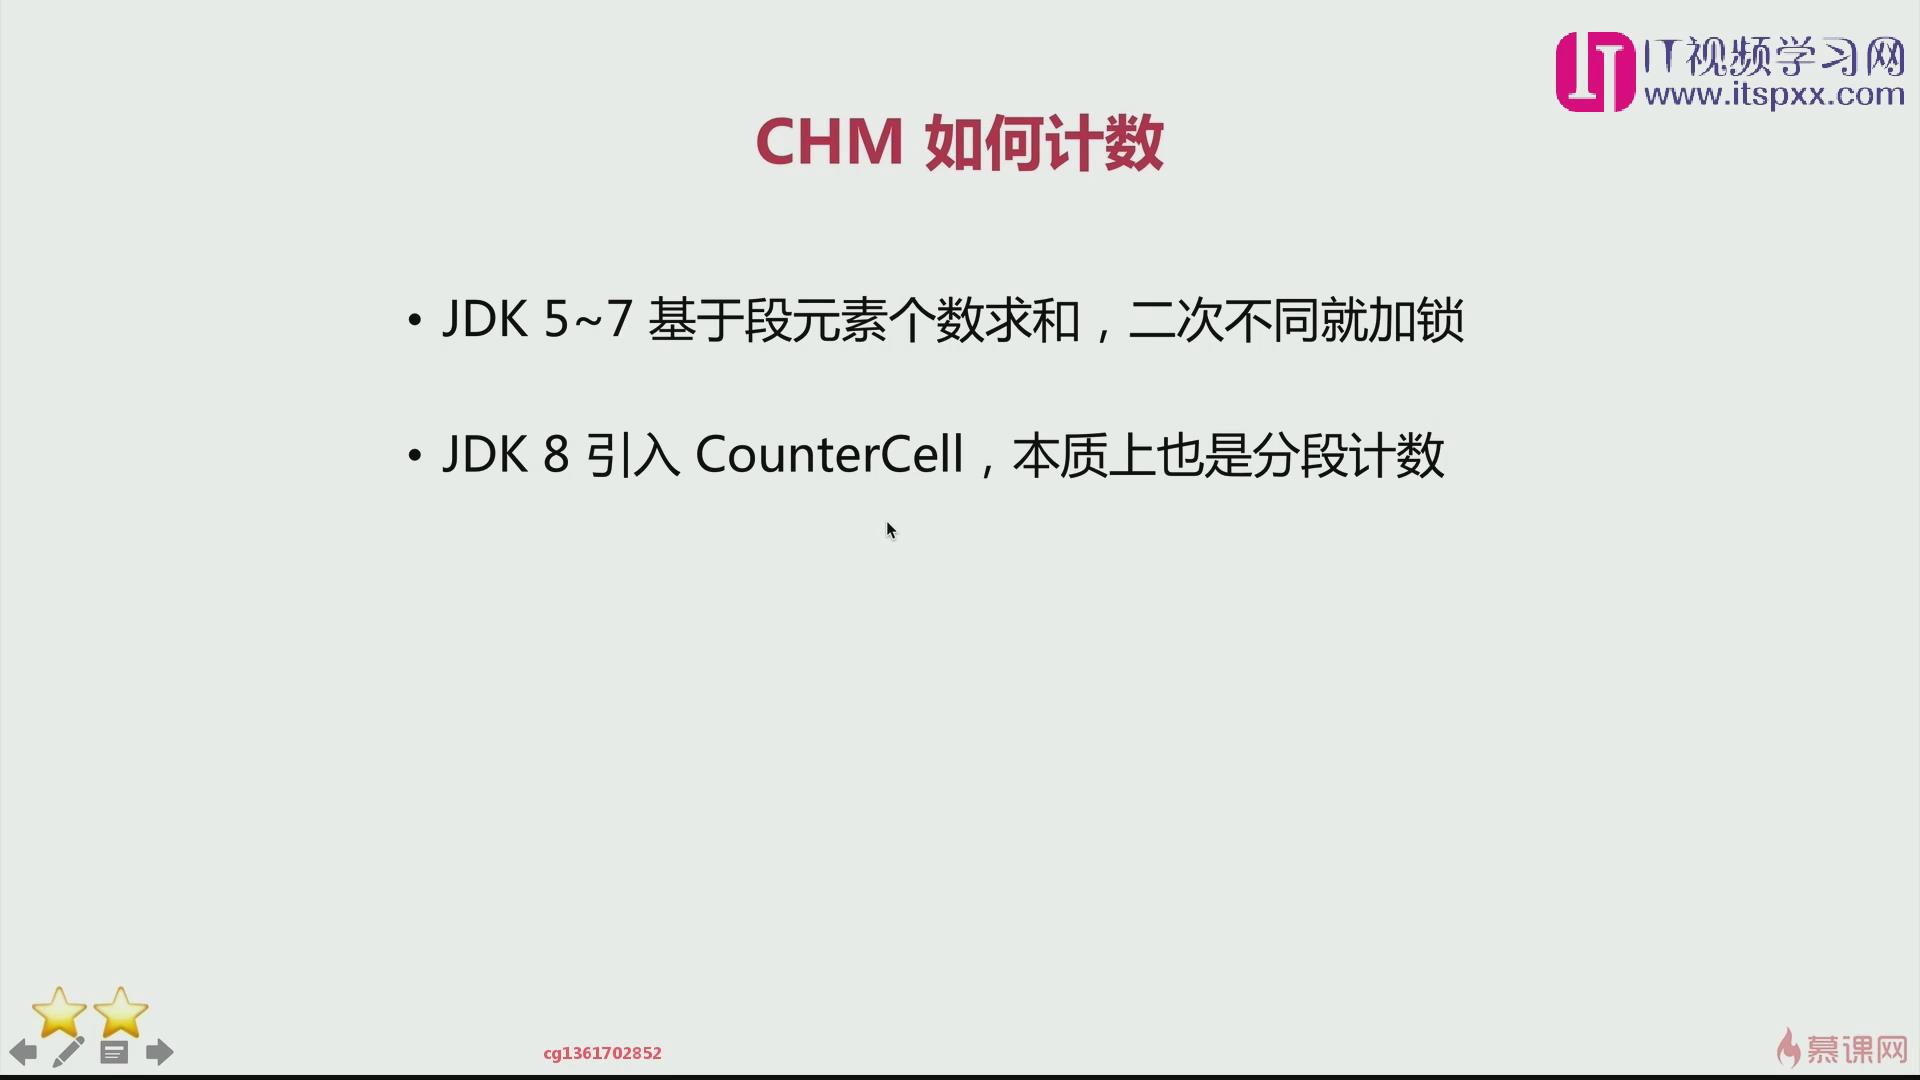 IT视频学习网
www.itspxx.com
CHM 如何计数
• JDK 5~7 基于段元素个数求和，二次不同就加锁
• JDK 8 引入 CounterCell，本质上也是分段计数
cg1361702852
慕课网